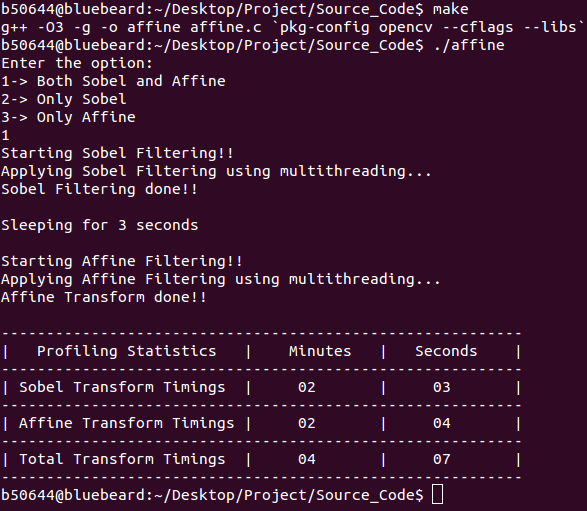 b50644@bluebeard:~/Desktop/Project/Source_Code$ make
g++ -O3 -g -o affine affine.c `pkg-config opencv --cflags --libs`
b50644@bluebeard:~/Desktop/Project/Source_Code$ ./affine
Enter the option:
1-> Both Sobel and Affine
2-> Only Sobel
3-> Only Affine
1
Starting Sobel Filtering!!
Applying Sobel Filtering using multithreading...
Sobel Filtering done!!

Sleeping for 3 seconds

Starting Affine Filtering!!
Applying Affine Filtering using multithreading...
Affine Transform done!!

----------------------------------------------------------
|   Profiling Statistics   |    Minutes   |   Seconds    |
----------------------------------------------------------
| Sobel Transform Timings  |     02       |     03       |
----------------------------------------------------------
| Affine Transform Timings |     02       |     04       |
----------------------------------------------------------
| Total Transform Timings  |     04       |     07       |
----------------------------------------------------------
b50644@bluebeard:~/Desktop/Project/Source_Code$